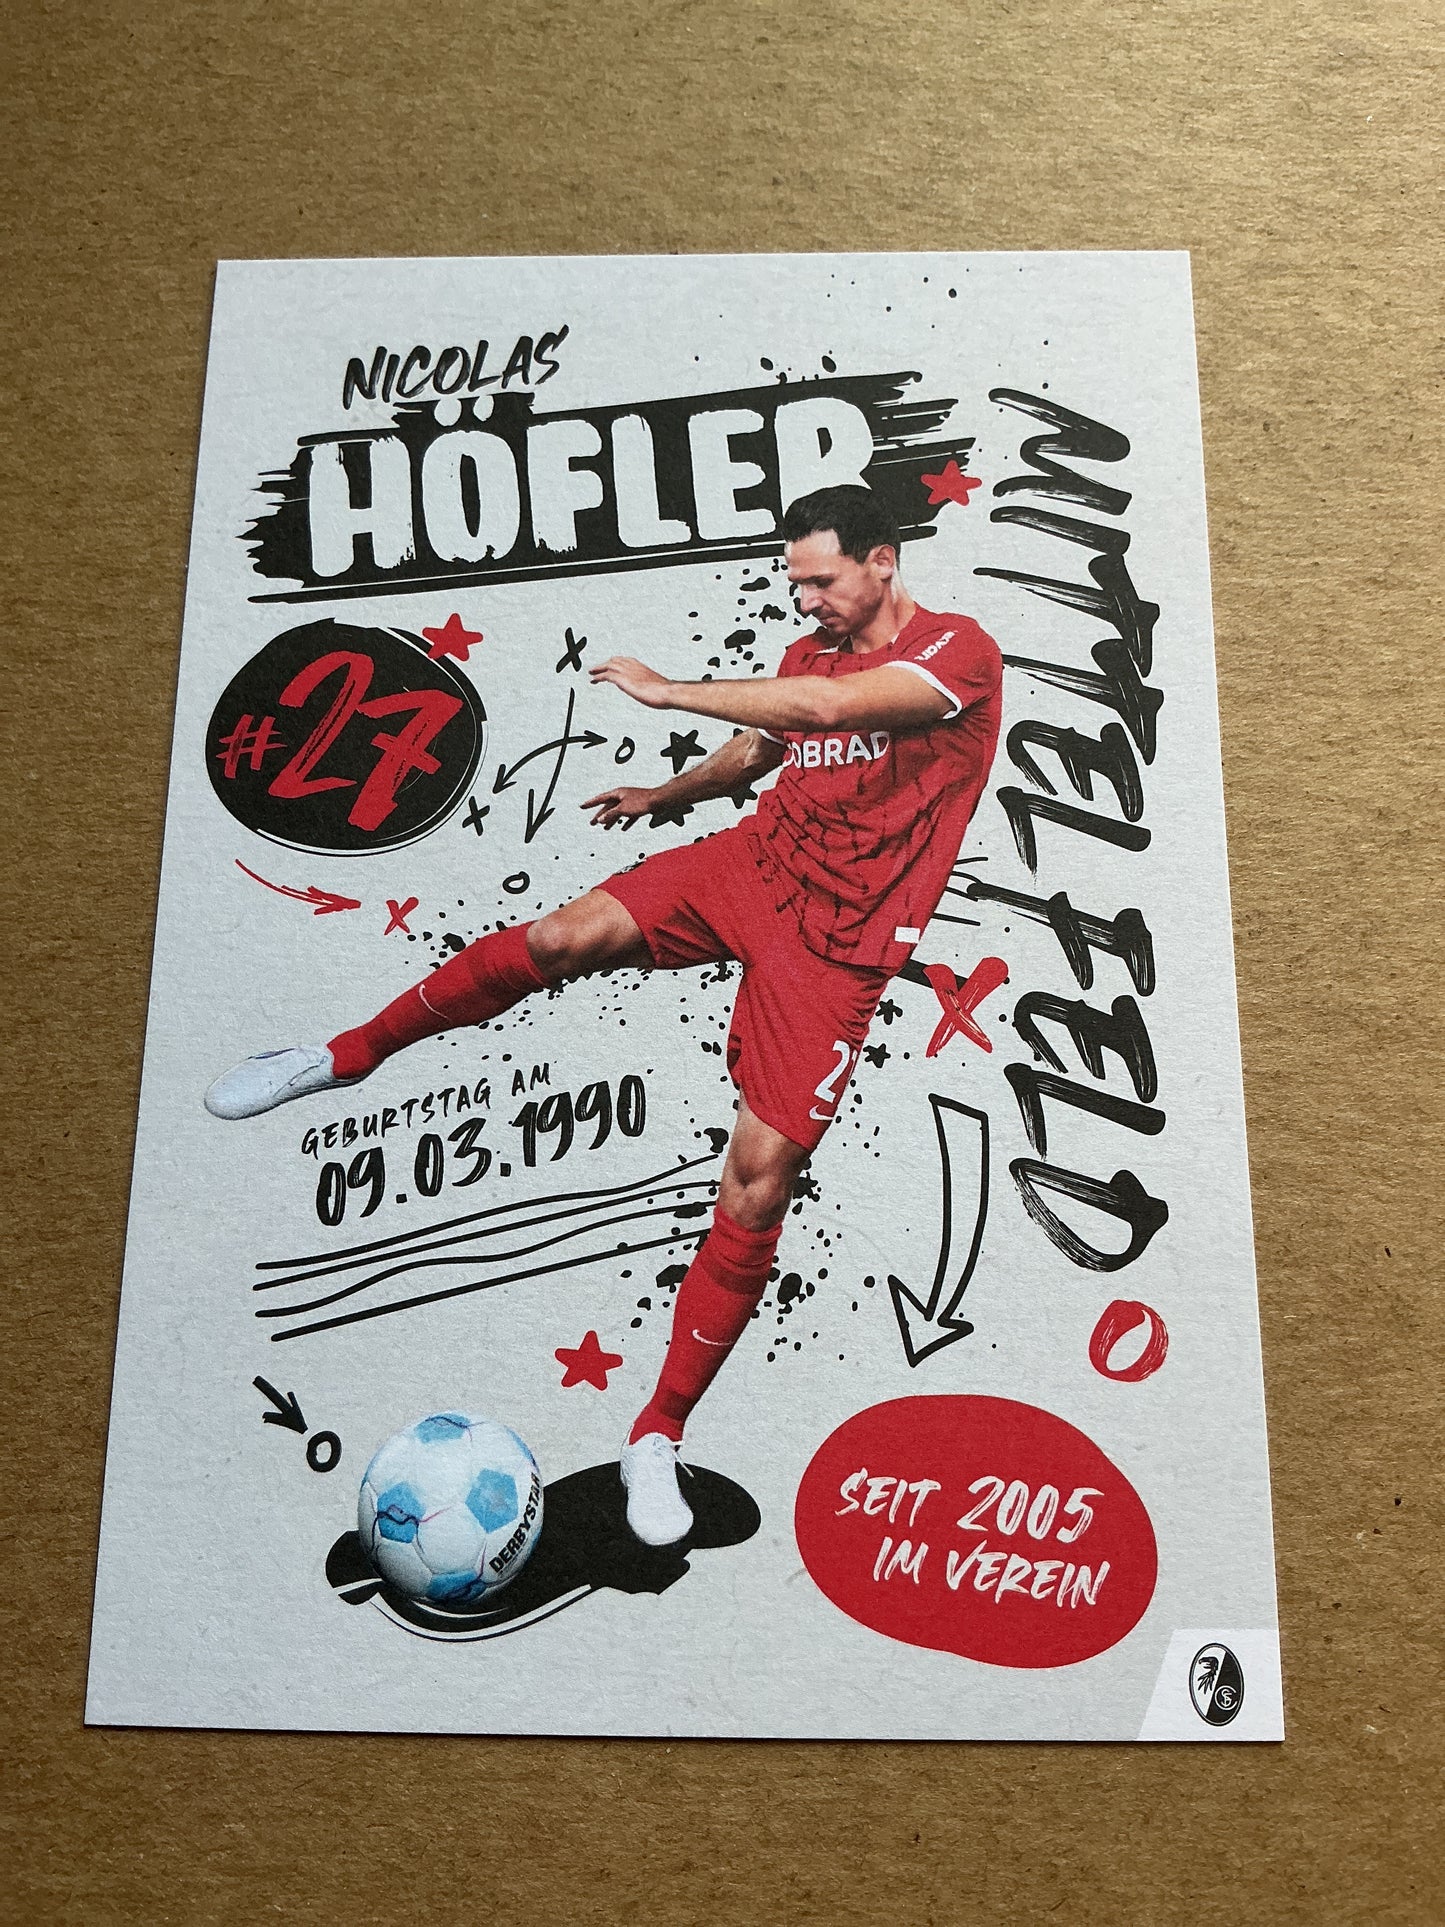 NICOLAS
HÖFLER
#27
MITTELFELD
GEBURTSTAG AM
09.03.1990
SEIT 2005
IM VEREIN
DERBYSTAR